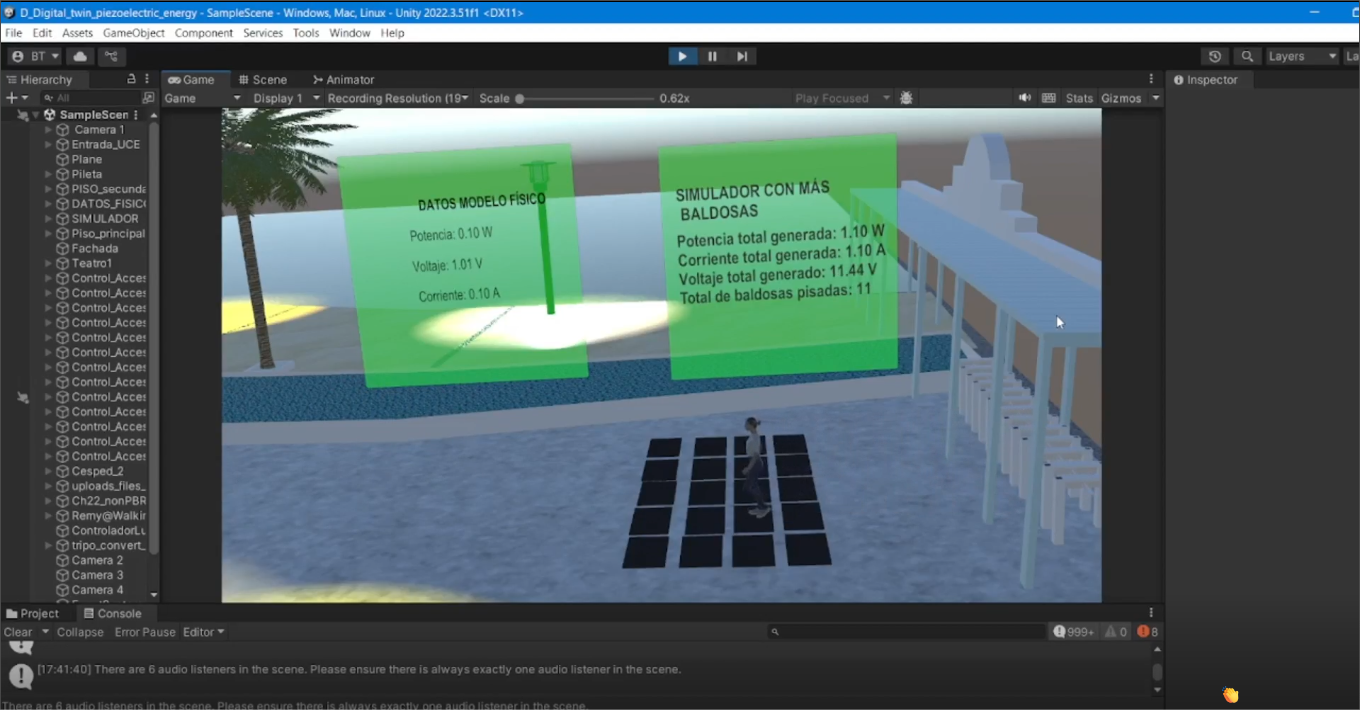 D_Digital_twin_piezoelectric_energy - SampleScene - Windows, Mac, Linux - Unity 2022.3.51f1 <DX11>
File Edit Assets GameObject Component Services Tools Window Help
BT Layers La
Hierarchy Game Scene Animator Inspector
All Game Display 1 Recording Resolution (19 Scale 0.62x Play Focused Stats Gizmos
SampleScen
Camera 1
Entrada_UCE
Plane
Pileta
PISO_secunda
DATOS_FISIC
SIMULADOR
Piso_principal
Fachada
Teatro1
Control_Acces
Control_Acces
Control_Acces
Control_Acces
Control_Acces
Control_Acces
Control_Acces
Control_Acces
Control_Acces
Control_Acces
Control_Acces
Control_Acces
Control_Acces
Cesped_2
uploads_files_
Ch22_nonPBR
Remy@Walkin
ControladorLu
tripo_convert_
Camera 2
Camera 3
Camera 4
DATOS MODELO FÍSICO
Potencia: 0.10 W
Voltaje: 1.01 V
Corriente: 0.10 A
SIMULADOR CON MÁS
BALDOSAS
Potencia total generada: 1.10 W
Corriente total generada: 1.10 A
Voltaje total generado: 11.44 V
Total de baldosas pisadas: 11
Project Console
Clear Collapse Error Pause Editor 999+ 0 8
[17:41:40] There are 6 audio listeners in the scene. Please ensure there is always exactly one audio listener in the scene.
There are 6 audio listeners in the scene. Please ensure there is always exactly one audio listener in the scene.